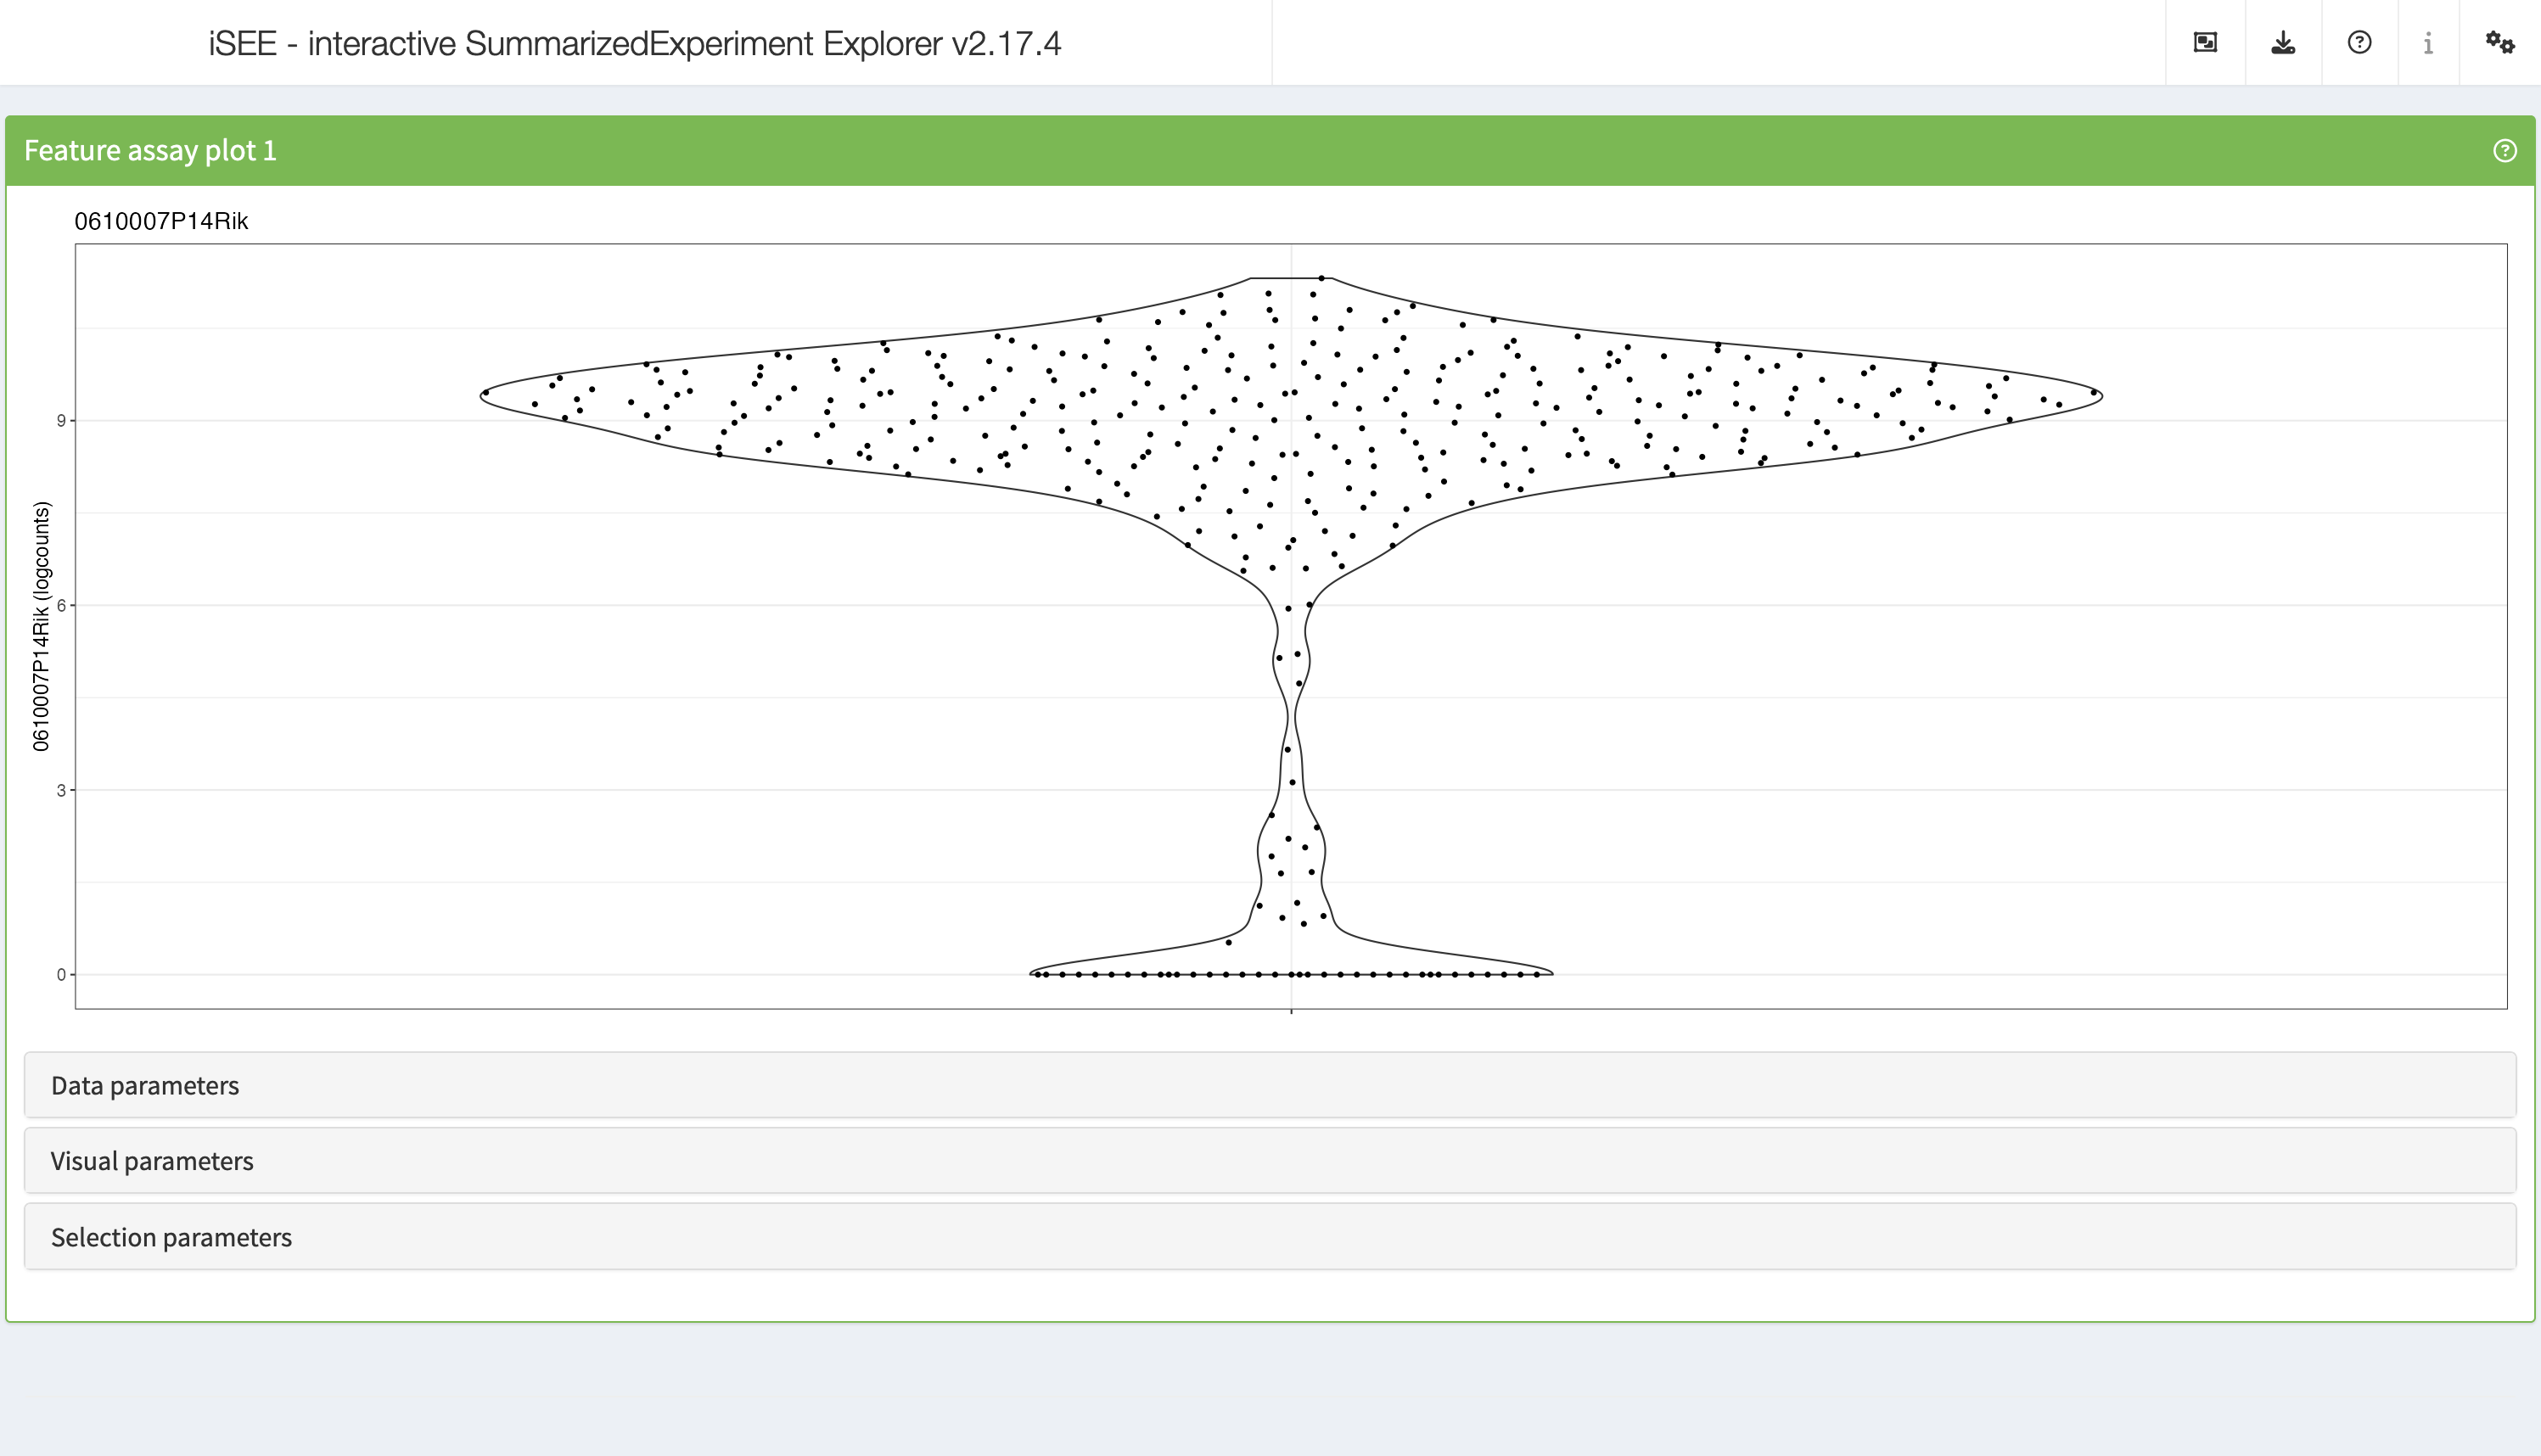 iSEE - interactive SummarizedExperiment Explorer v2.17.4
Feature assay plot 1
0610007P14Rik
0610007P14Rik (logcounts)
9
6
3
0
Data parameters
Visual parameters
Selection parameters